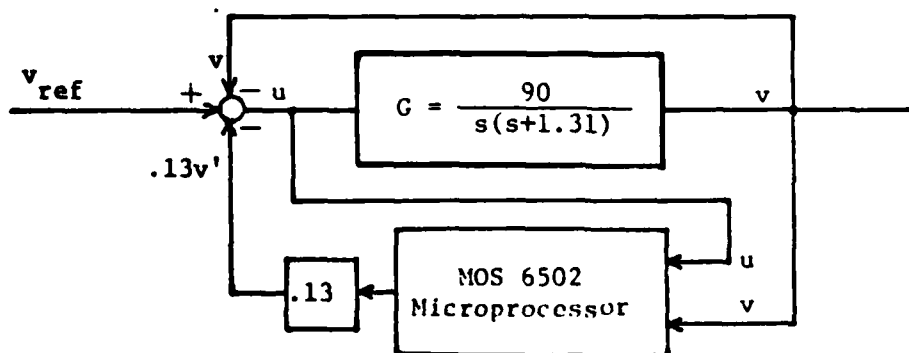 v
v_ref
+
−
u
G = 90 / s(s+1.31)
v
−
.13v'
.13
MOS 6502
Microprocessor
u
v